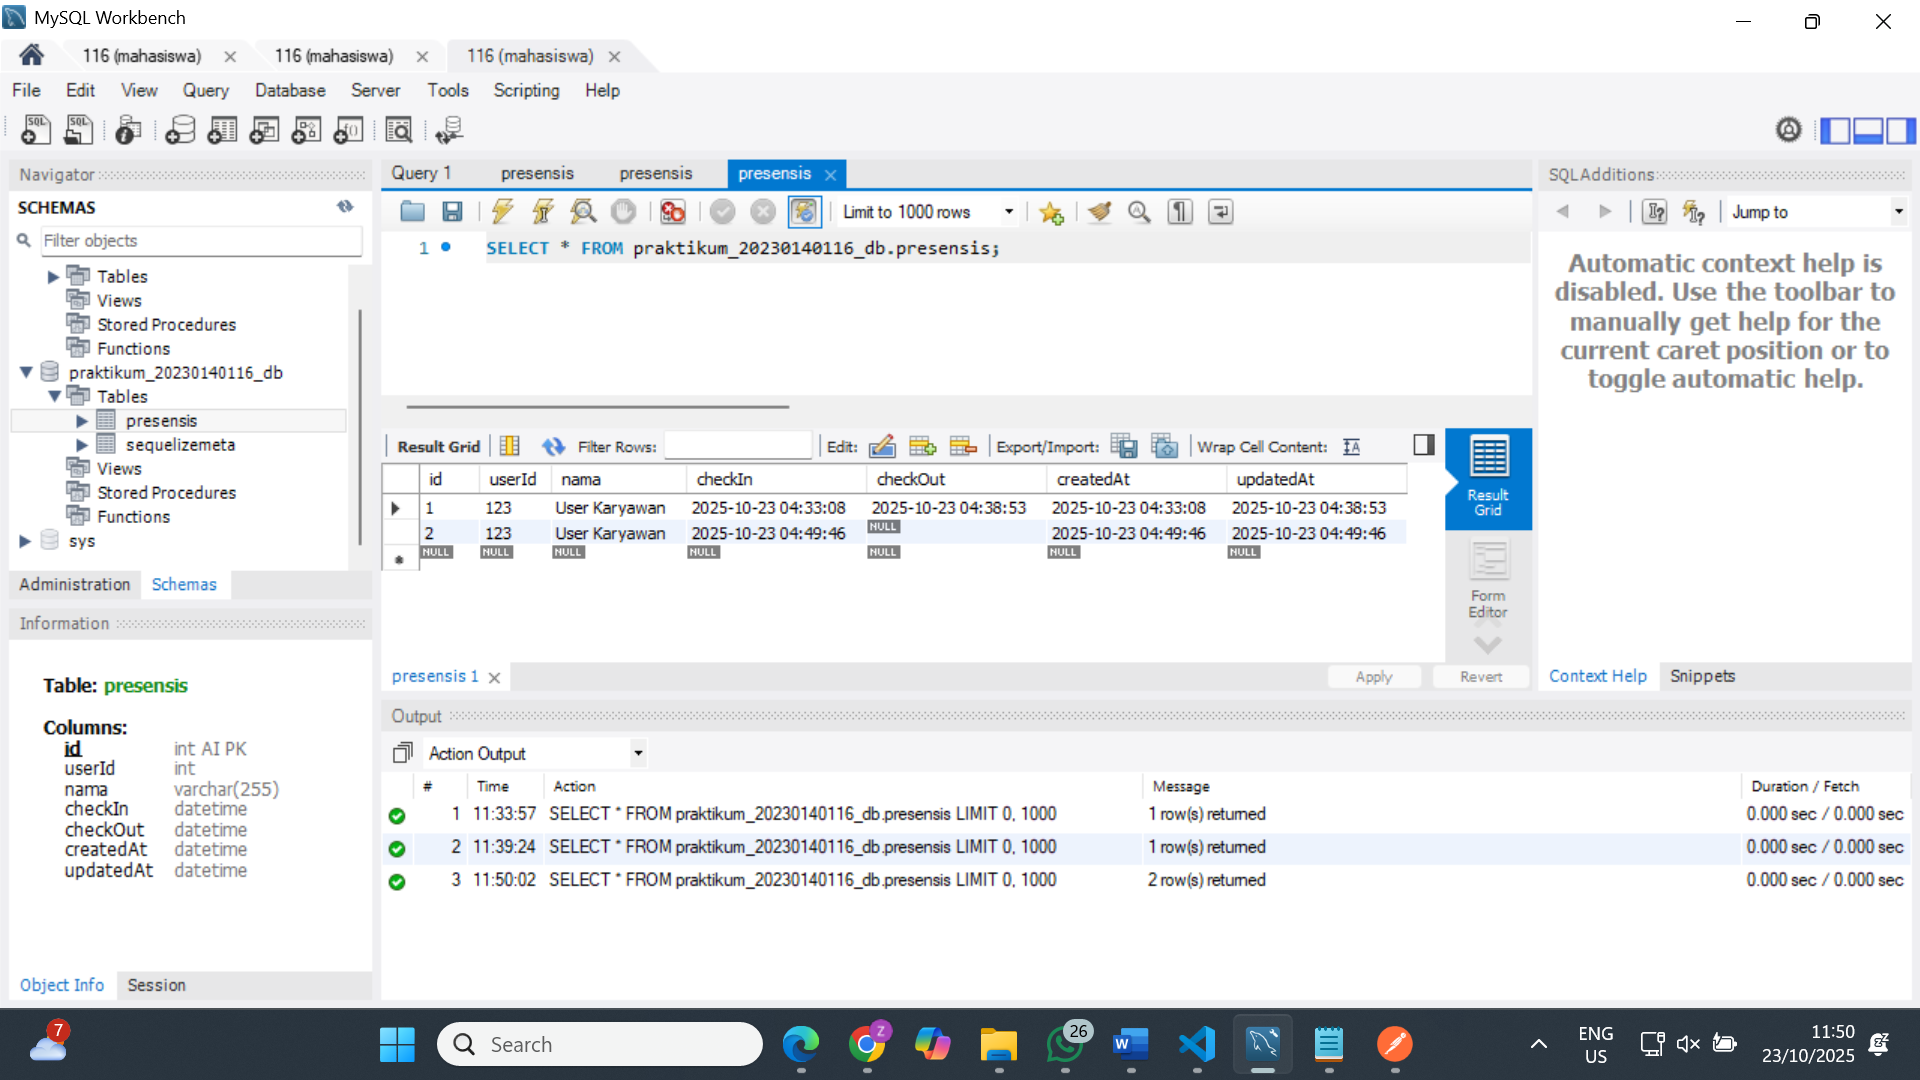 MySQL Workbench
116 (mahasiswa)
116 (mahasiswa)
116 (mahasiswa)
File Edit View Query Database Server Tools Scripting Help
Navigator
SCHEMAS
Filter objects
Tables
Views
Stored Procedures
Functions
praktikum_20230140116_db
Tables
presensis
sequelizemeta
Views
Stored Procedures
Functions
sys
Administration Schemas
Information
Table: presensis
Columns:
id int AI PK
userId int
nama varchar(255)
checkIn datetime
checkOut datetime
createdAt datetime
updatedAt datetime
Object Info Session
Query 1 presensis presensis presensis
Limit to 1000 rows
1 SELECT * FROM praktikum_20230140116_db.presensis;
Result Grid Filter Rows: Edit: Export/Import: Wrap Cell Content:
id userId nama checkIn checkOut createdAt updatedAt
1 123 User Karyawan 2025-10-23 04:33:08 2025-10-23 04:38:53 2025-10-23 04:33:08 2025-10-23 04:38:53
2 123 User Karyawan 2025-10-23 04:49:46 NULL 2025-10-23 04:49:46 2025-10-23 04:49:46
NULL NULL NULL NULL NULL NULL NULL
Result
Grid
Form
Editor
presensis 1
Apply Revert
SQLAdditions
Jump to
Automatic context help is
disabled. Use the toolbar to
manually get help for the
current caret position or to
toggle automatic help.
Context Help Snippets
Output
Action Output
# Time Action Message Duration / Fetch
1 11:33:57 SELECT * FROM praktikum_20230140116_db.presensis LIMIT 0, 1000 1 row(s) returned 0.000 sec / 0.000 sec
2 11:39:24 SELECT * FROM praktikum_20230140116_db.presensis LIMIT 0, 1000 1 row(s) returned 0.000 sec / 0.000 sec
3 11:50:02 SELECT * FROM praktikum_20230140116_db.presensis LIMIT 0, 1000 2 row(s) returned 0.000 sec / 0.000 sec
7
Search
Z
26
ENG
US
11:50
23/10/2025